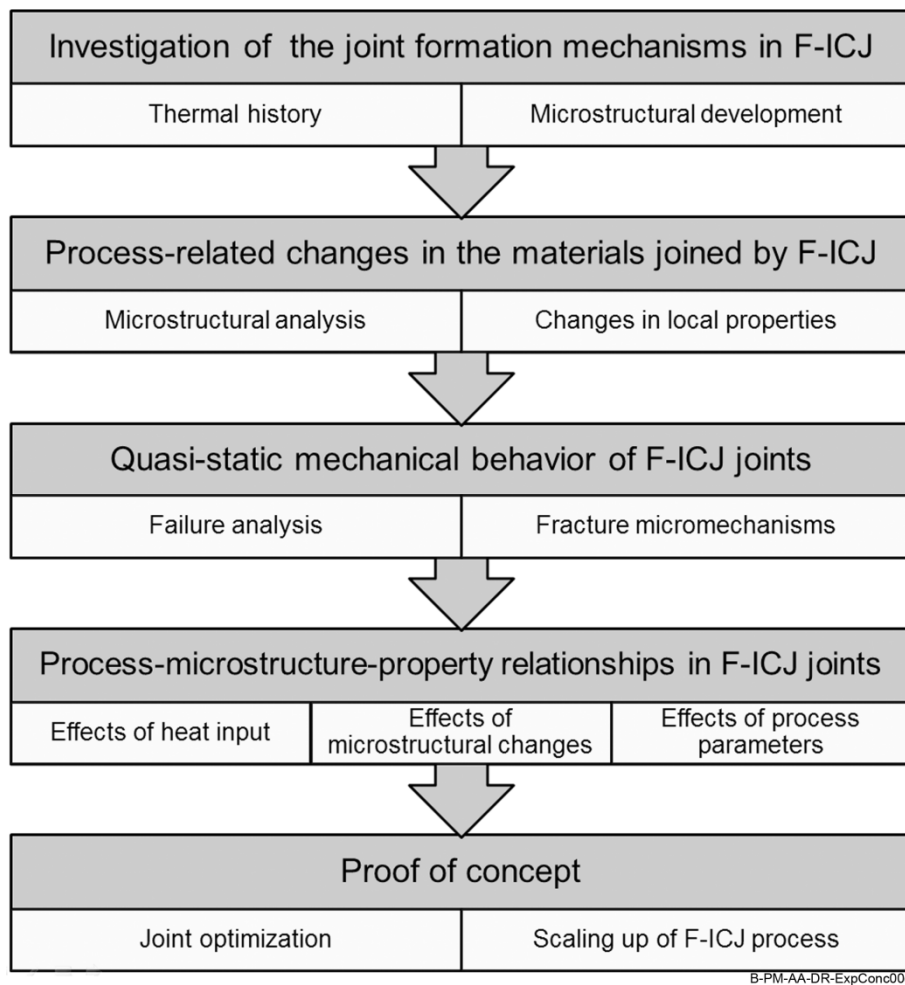 Investigation of the joint formation mechanisms in F-ICJ
Thermal history
Microstructural development
Process-related changes in the materials joined by F-ICJ
Microstructural analysis
Changes in local properties
Quasi-static mechanical behavior of F-ICJ joints
Failure analysis
Fracture micromechanisms
Process-microstructure-property relationships in F-ICJ joints
Effects of heat input
Effects of
microstructural changes
Effects of process
parameters
Proof of concept
Joint optimization
Scaling up of F-ICJ process
B-PM-AA-DR-ExpConc00